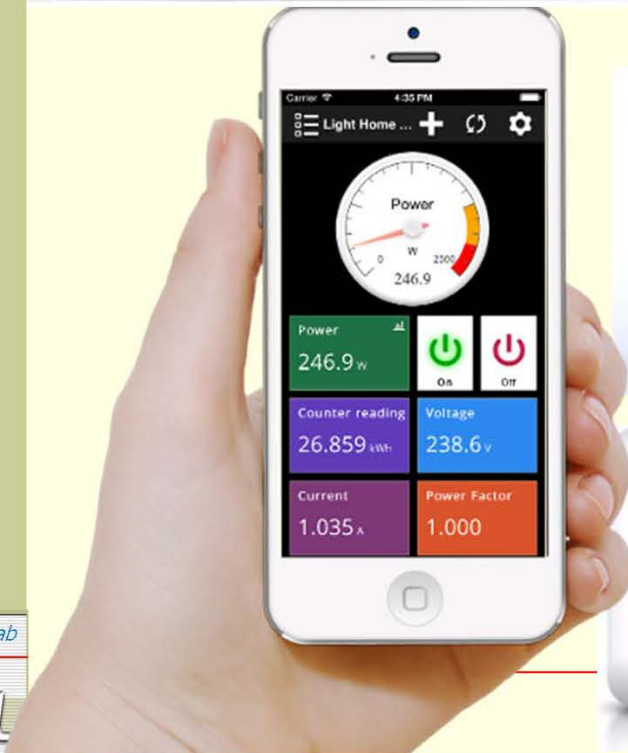 Carrier 4:35 PM
Light Home ...
Power
W
0 2300
246.9
Power
246.9 W
On Off
Counter reading Voltage
26.859 kWh 238.6 V
Current Power Factor
1.035 A 1.000
ab